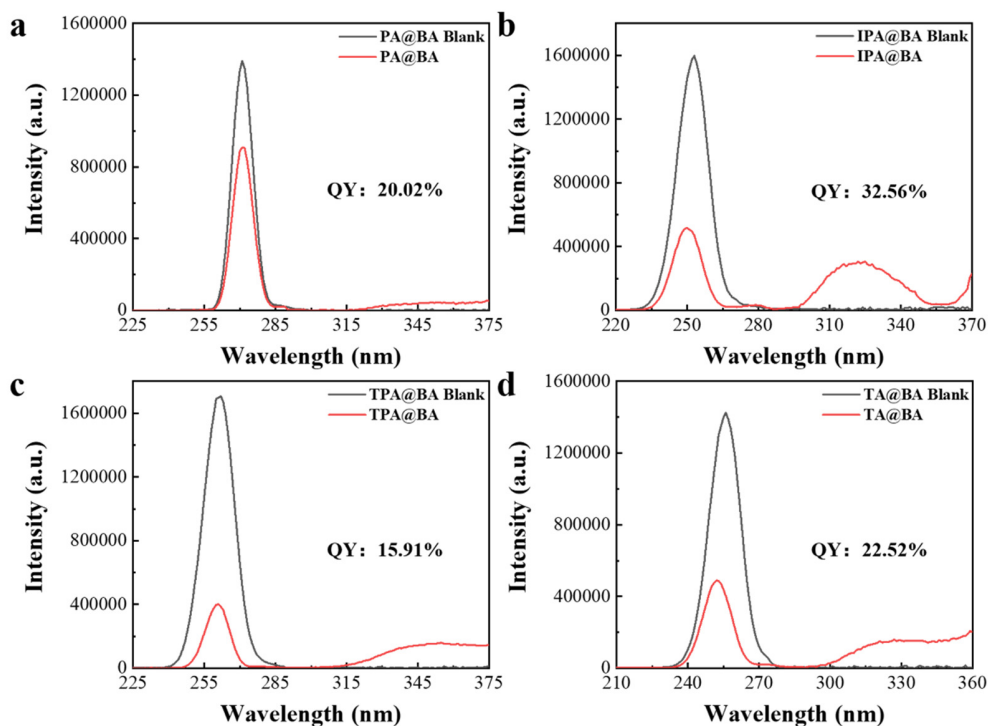 a
PA@BA Blank
PA@BA
QY：20.02%
Intensity (a.u.)
1600000
1200000
800000
400000
0
225 255 285 315 345 375
Wavelength (nm)
b
IPA@BA Blank
IPA@BA
QY：32.56%
Intensity (a.u.)
1600000
1200000
800000
400000
0
220 250 280 310 340 370
Wavelength (nm)
c
TPA@BA Blank
TPA@BA
QY：15.91%
Intensity (a.u.)
1600000
1200000
800000
400000
0
225 255 285 315 345 375
Wavelength (nm)
d
TA@BA Blank
TA@BA
QY：22.52%
Intensity (a.u.)
1600000
1200000
800000
400000
0
210 240 270 300 330 360
Wavelength (nm)